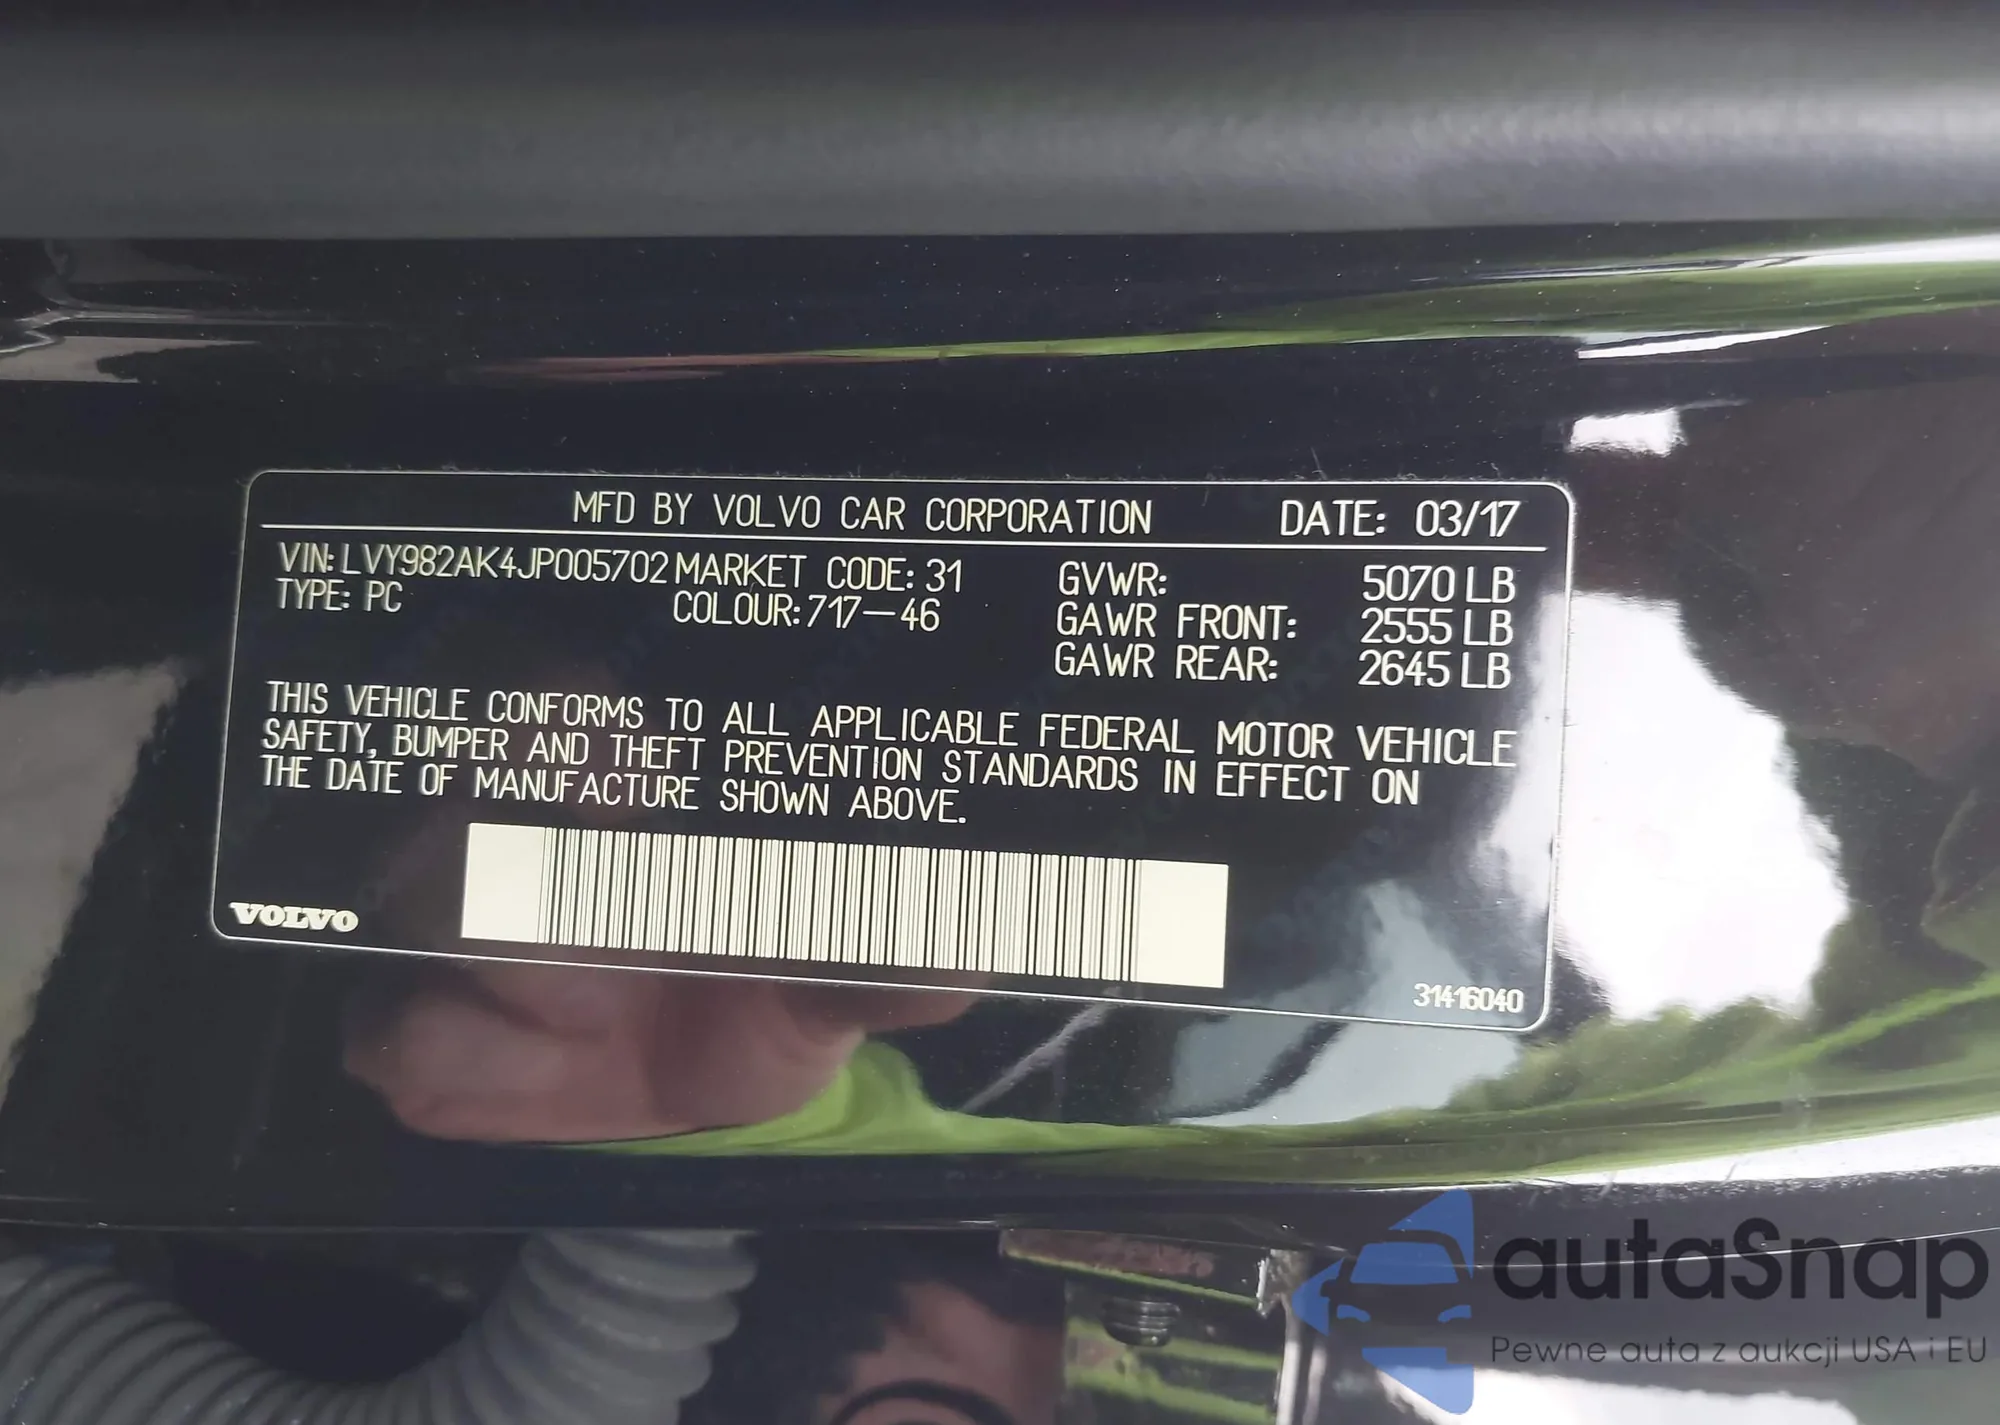 MFD BY VOLVO CAR CORPORATION DATE: 03/17
VIN: LVY982AK4JP005702 MARKET CODE: 31 GVWR: 5070 LB
TYPE: PC COLOUR: 717-46 GAWR FRONT: 2555 LB
GAWR REAR: 2645 LB
THIS VEHICLE CONFORMS TO ALL APPLICABLE FEDERAL MOTOR VEHICLE
SAFETY, BUMPER AND THEFT PREVENTION STANDARDS IN EFFECT ON
THE DATE OF MANUFACTURE SHOWN ABOVE.
VOLVO
31416040
autaSnap
Pewne auta z aukcji USA i EU